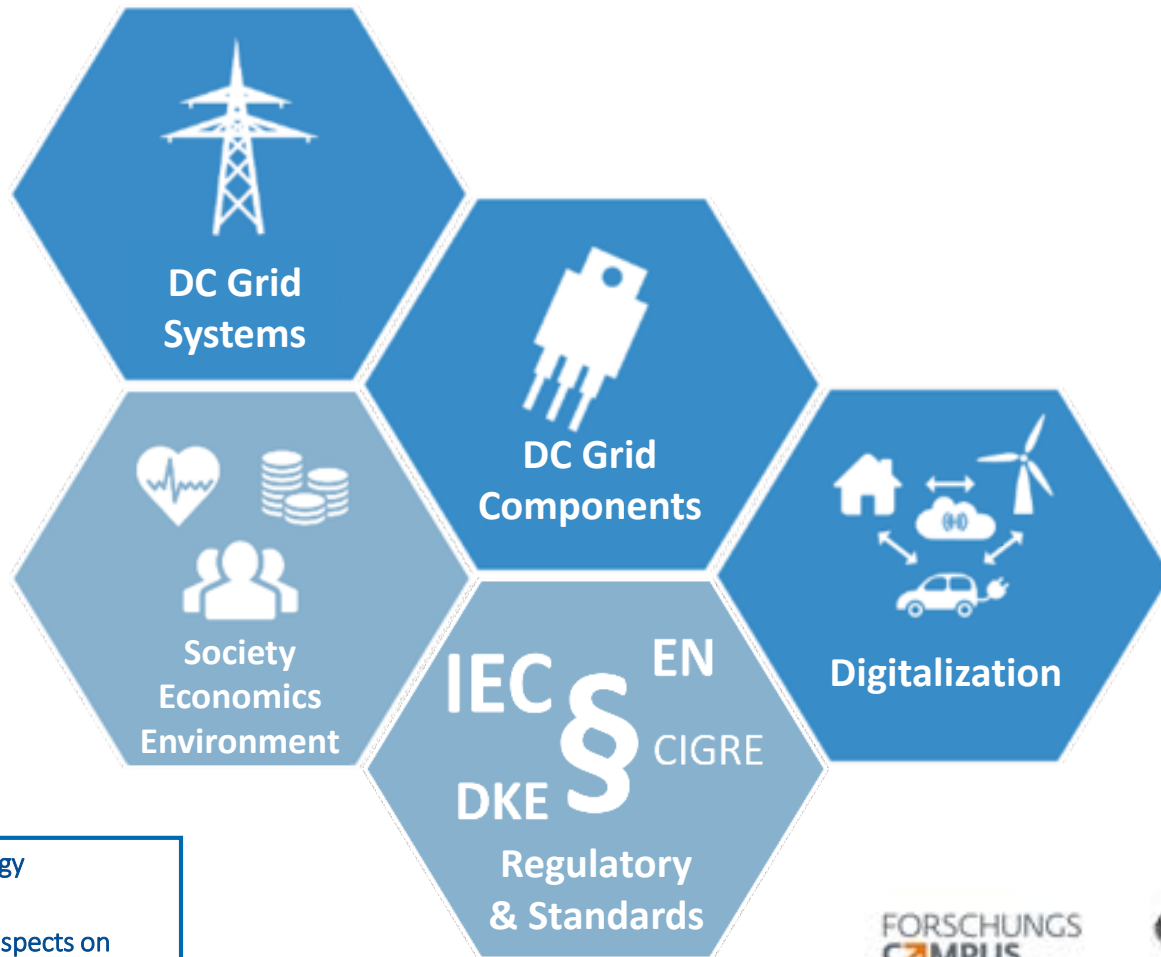 DC Grid
Systems
DC Grid
Components
Society
Economics
Environment
Digitalization
IEC
§
EN
CIGRE
DKE
Regulatory
& Standards
gy
spects on
FORSCHUNGS
CAMPUS